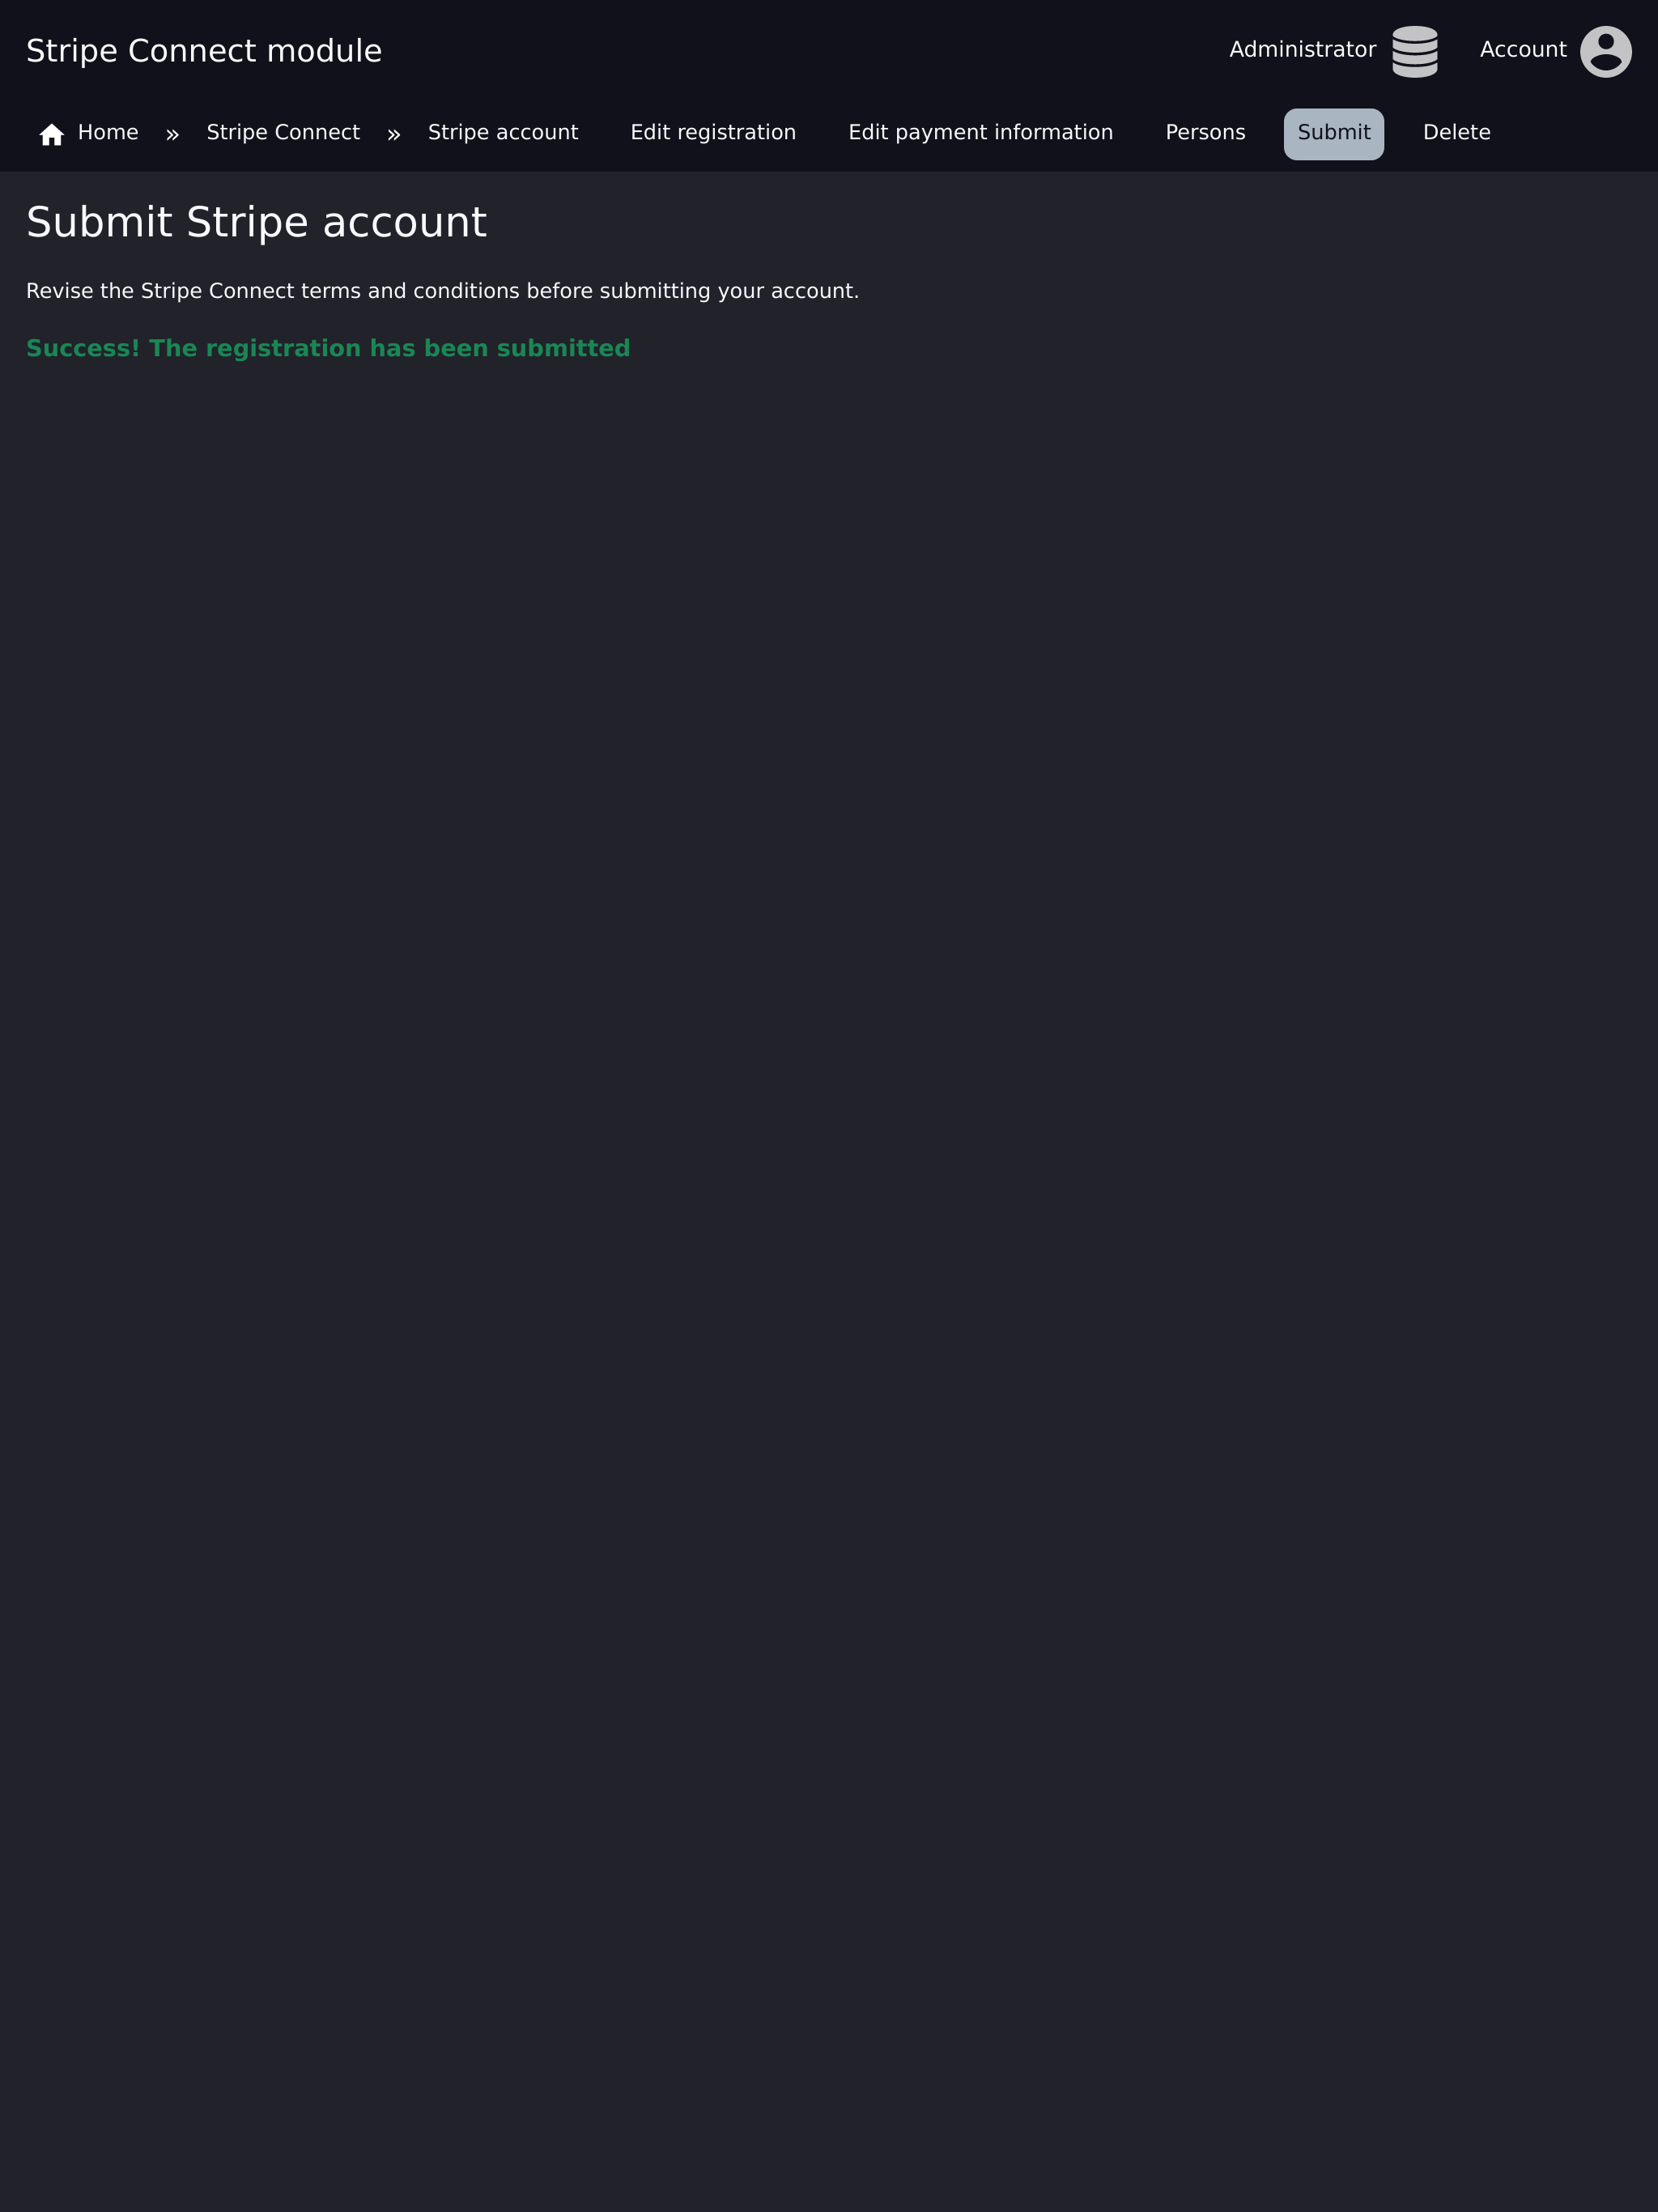 Stripe Connect module
Administrator
Account
Home » Stripe Connect » Stripe account Edit registration Edit payment information Persons Submit Delete
Submit Stripe account
Revise the Stripe Connect terms and conditions before submitting your account.
Success! The registration has been submitted